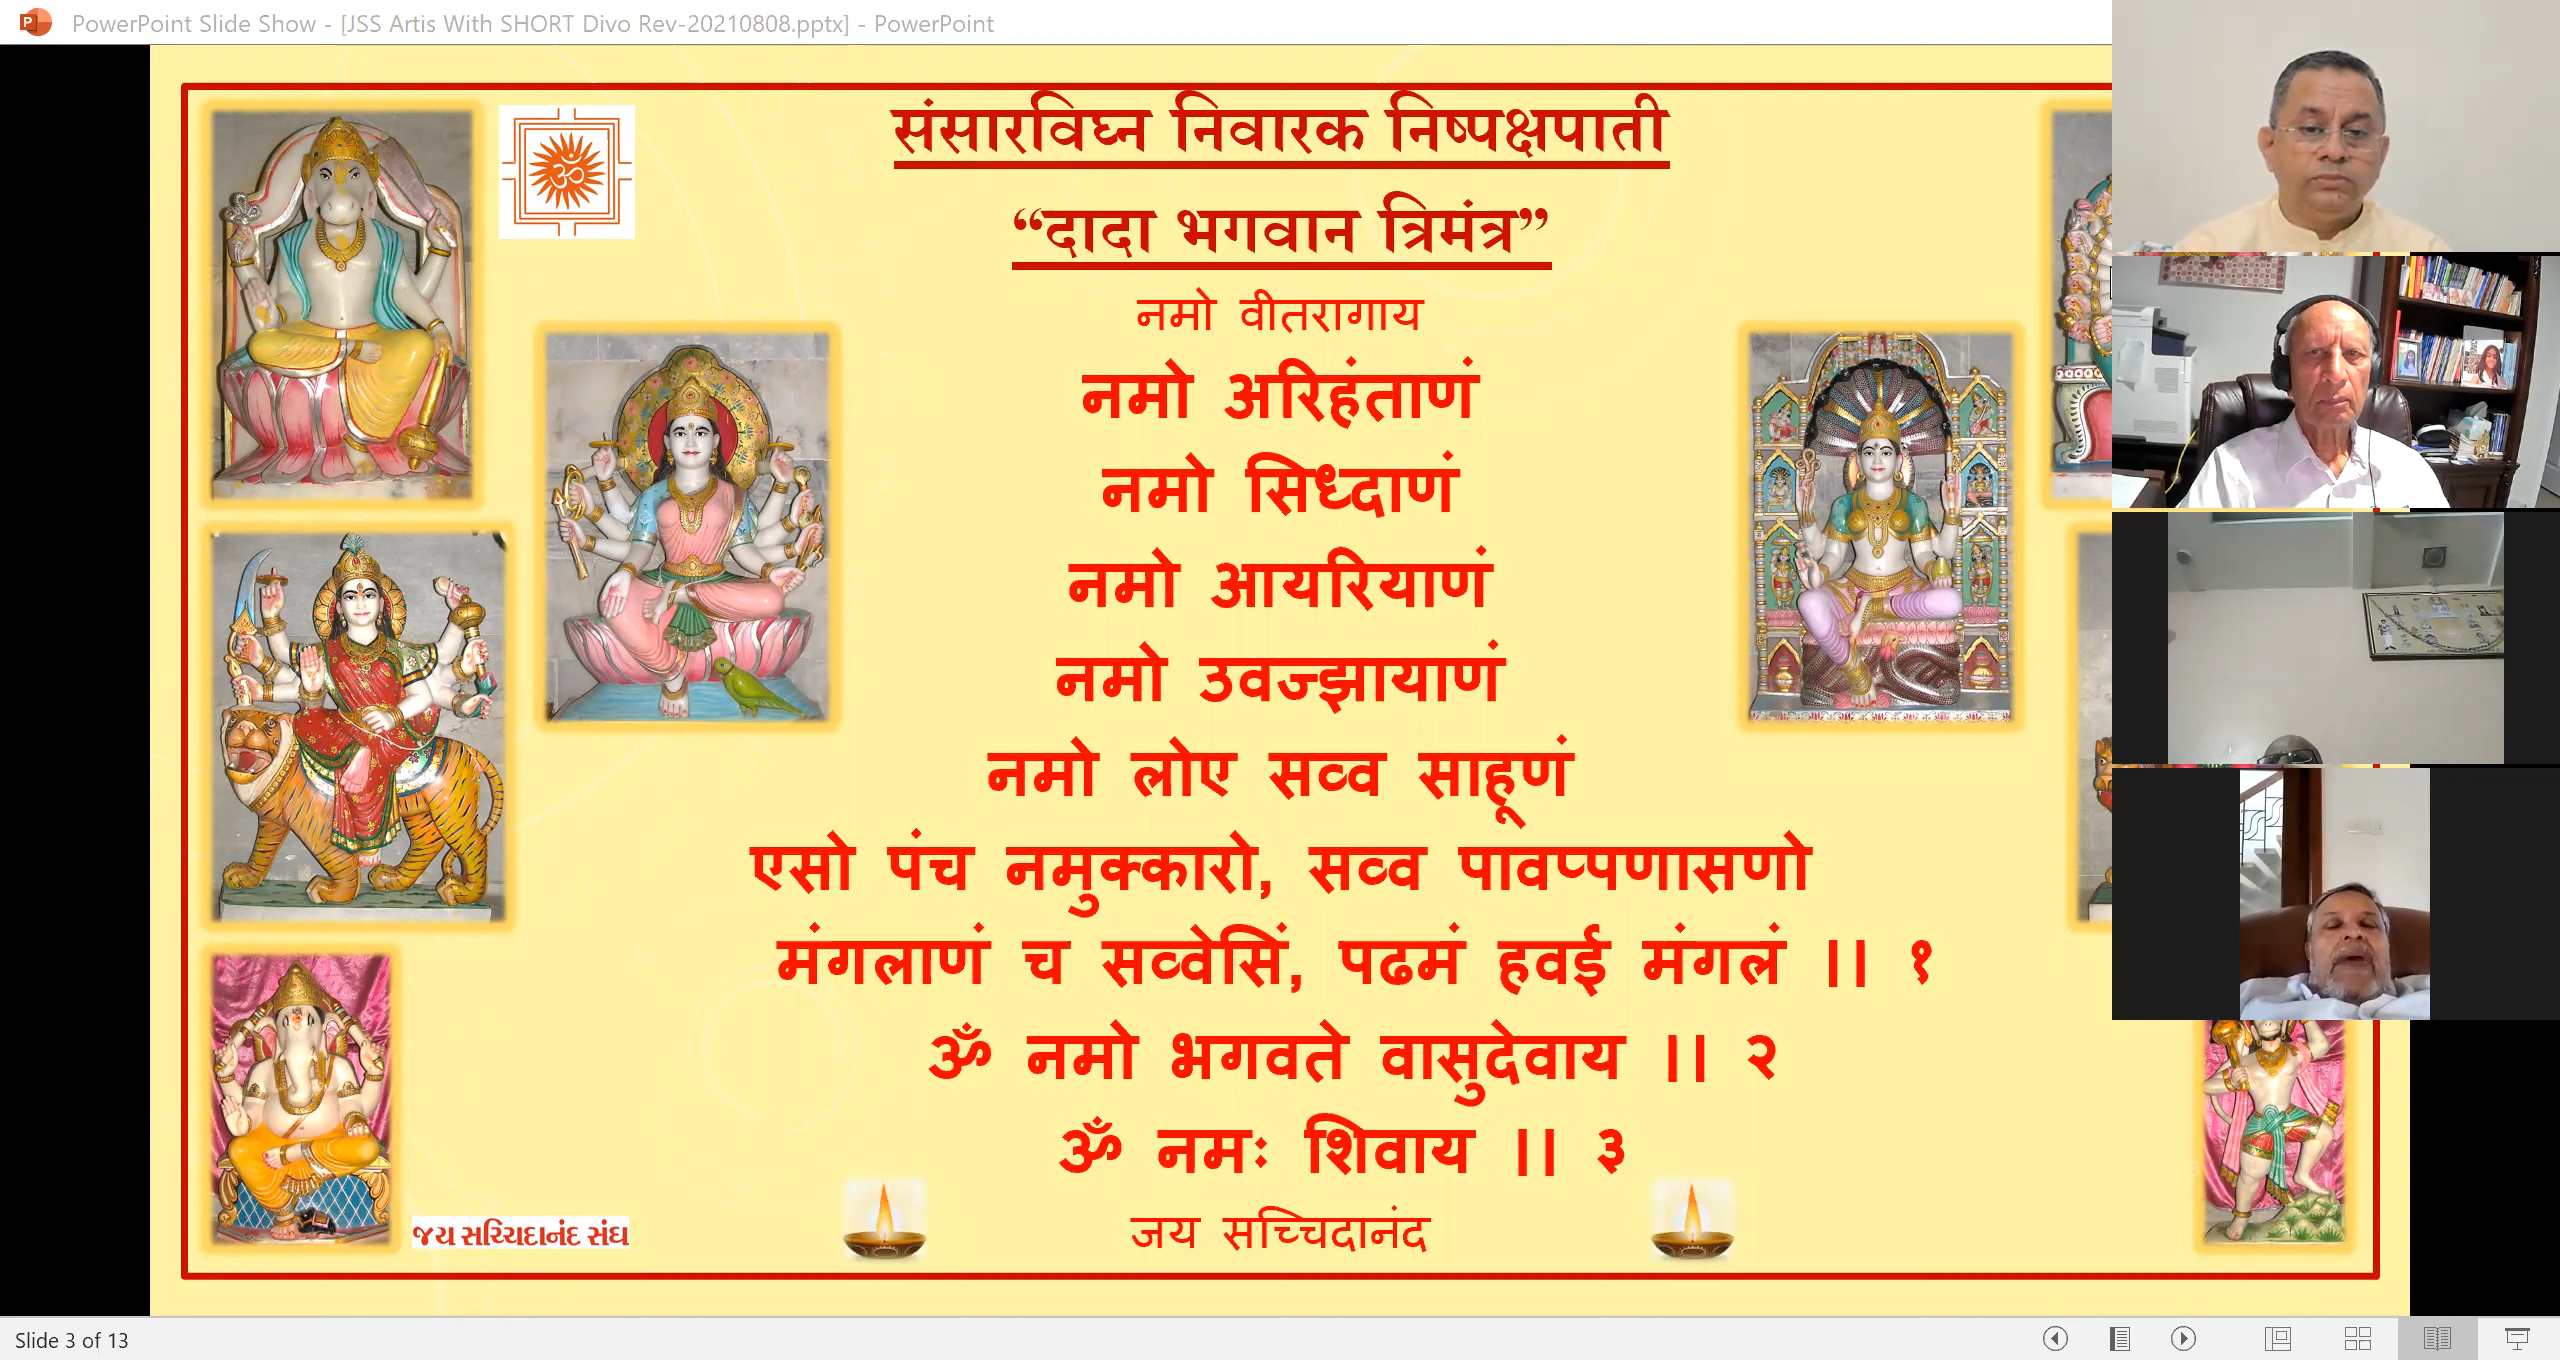 PowerPoint Slide Show - [JSS Artis With SHORT Divo Rev-20210808.pptx] - PowerPoint
संसारविघ्न निवारक निष्पक्षपाती
“दादा भगवान त्रिमंत्र”
नमो वीतरागाय
नमो अरिहंताणं
नमो सिध्दाणं
नमो आयरियाणं
नमो उवज्झायाणं
नमो लोए सव्व साहूणं
एसो पंच नमुक्कारो, सव्व पावप्पणासणो
मंगलाणं च सव्वेसिं, पढमं हवई मंगलं ।। १
ॐ नमो भगवते वासुदेवाय ।। २
ॐ नमः शिवाय ।। ३
જય સચ્ચિદાનંદ સંઘ
जय सच्चिदानंद
Slide 3 of 13